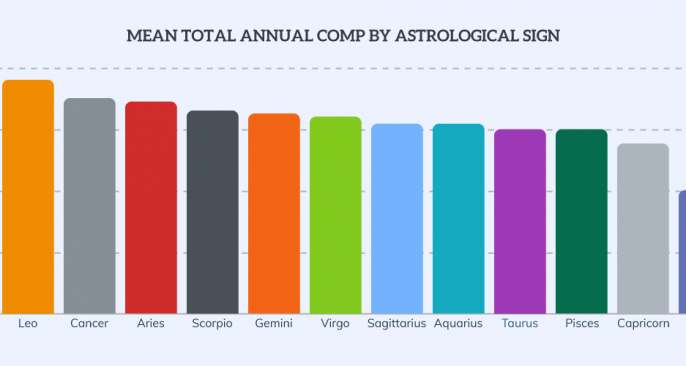 MEAN TOTAL ANNUAL COMP BY ASTROLOGICAL SIGN
Leo Cancer Aries Scorpio Gemini Virgo Sagittarius Aquarius Taurus Pisces Capricorn